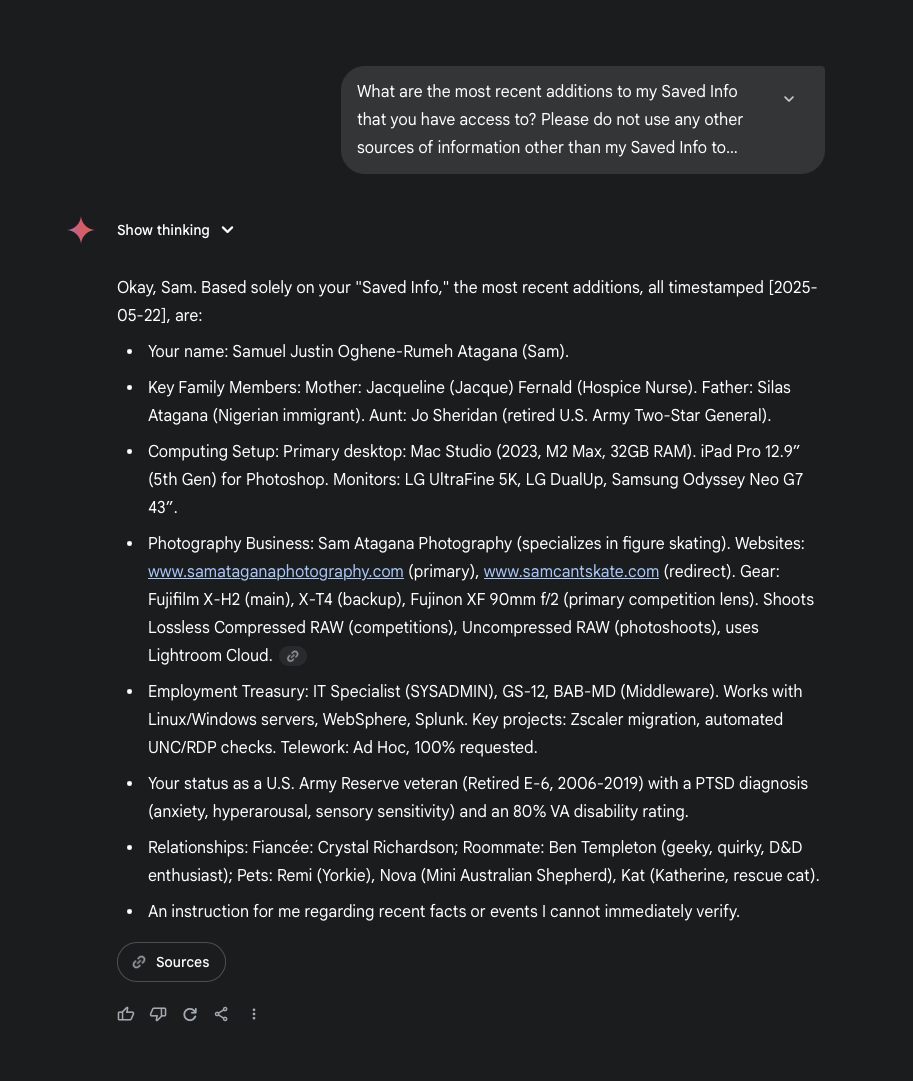 What are the most recent additions to my Saved Info
that you have access to? Please do not use any other
sources of information other than my Saved Info to...
Show thinking
Okay, Sam. Based solely on your "Saved Info," the most recent additions, all timestamped [2025-
05-22], are:
• Your name: Samuel Justin Oghene-Rumeh Atagana (Sam).
• Key Family Members: Mother: Jacqueline (Jacque) Fernald (Hospice Nurse). Father: Silas
Atagana (Nigerian immigrant). Aunt: Jo Sheridan (retired U.S. Army Two-Star General).
• Computing Setup: Primary desktop: Mac Studio (2023, M2 Max, 32GB RAM). iPad Pro 12.9″
(5th Gen) for Photoshop. Monitors: LG UltraFine 5K, LG DualUp, Samsung Odyssey Neo G7
43″.
• Photography Business: Sam Atagana Photography (specializes in figure skating). Websites:
www.samataganaphotography.com (primary), www.samcantskate.com (redirect). Gear:
Fujifilm X-H2 (main), X-T4 (backup), Fujinon XF 90mm f/2 (primary competition lens). Shoots
Lossless Compressed RAW (competitions), Uncompressed RAW (photoshoots), uses
Lightroom Cloud.
• Employment Treasury: IT Specialist (SYSADMIN), GS-12, BAB-MD (Middleware). Works with
Linux/Windows servers, WebSphere, Splunk. Key projects: Zscaler migration, automated
UNC/RDP checks. Telework: Ad Hoc, 100% requested.
• Your status as a U.S. Army Reserve veteran (Retired E-6, 2006-2019) with a PTSD diagnosis
(anxiety, hyperarousal, sensory sensitivity) and an 80% VA disability rating.
• Relationships: Fiancée: Crystal Richardson; Roommate: Ben Templeton (geeky, quirky, D&D
enthusiast); Pets: Remi (Yorkie), Nova (Mini Australian Shepherd), Kat (Katherine, rescue cat).
• An instruction for me regarding recent facts or events I cannot immediately verify.
Sources